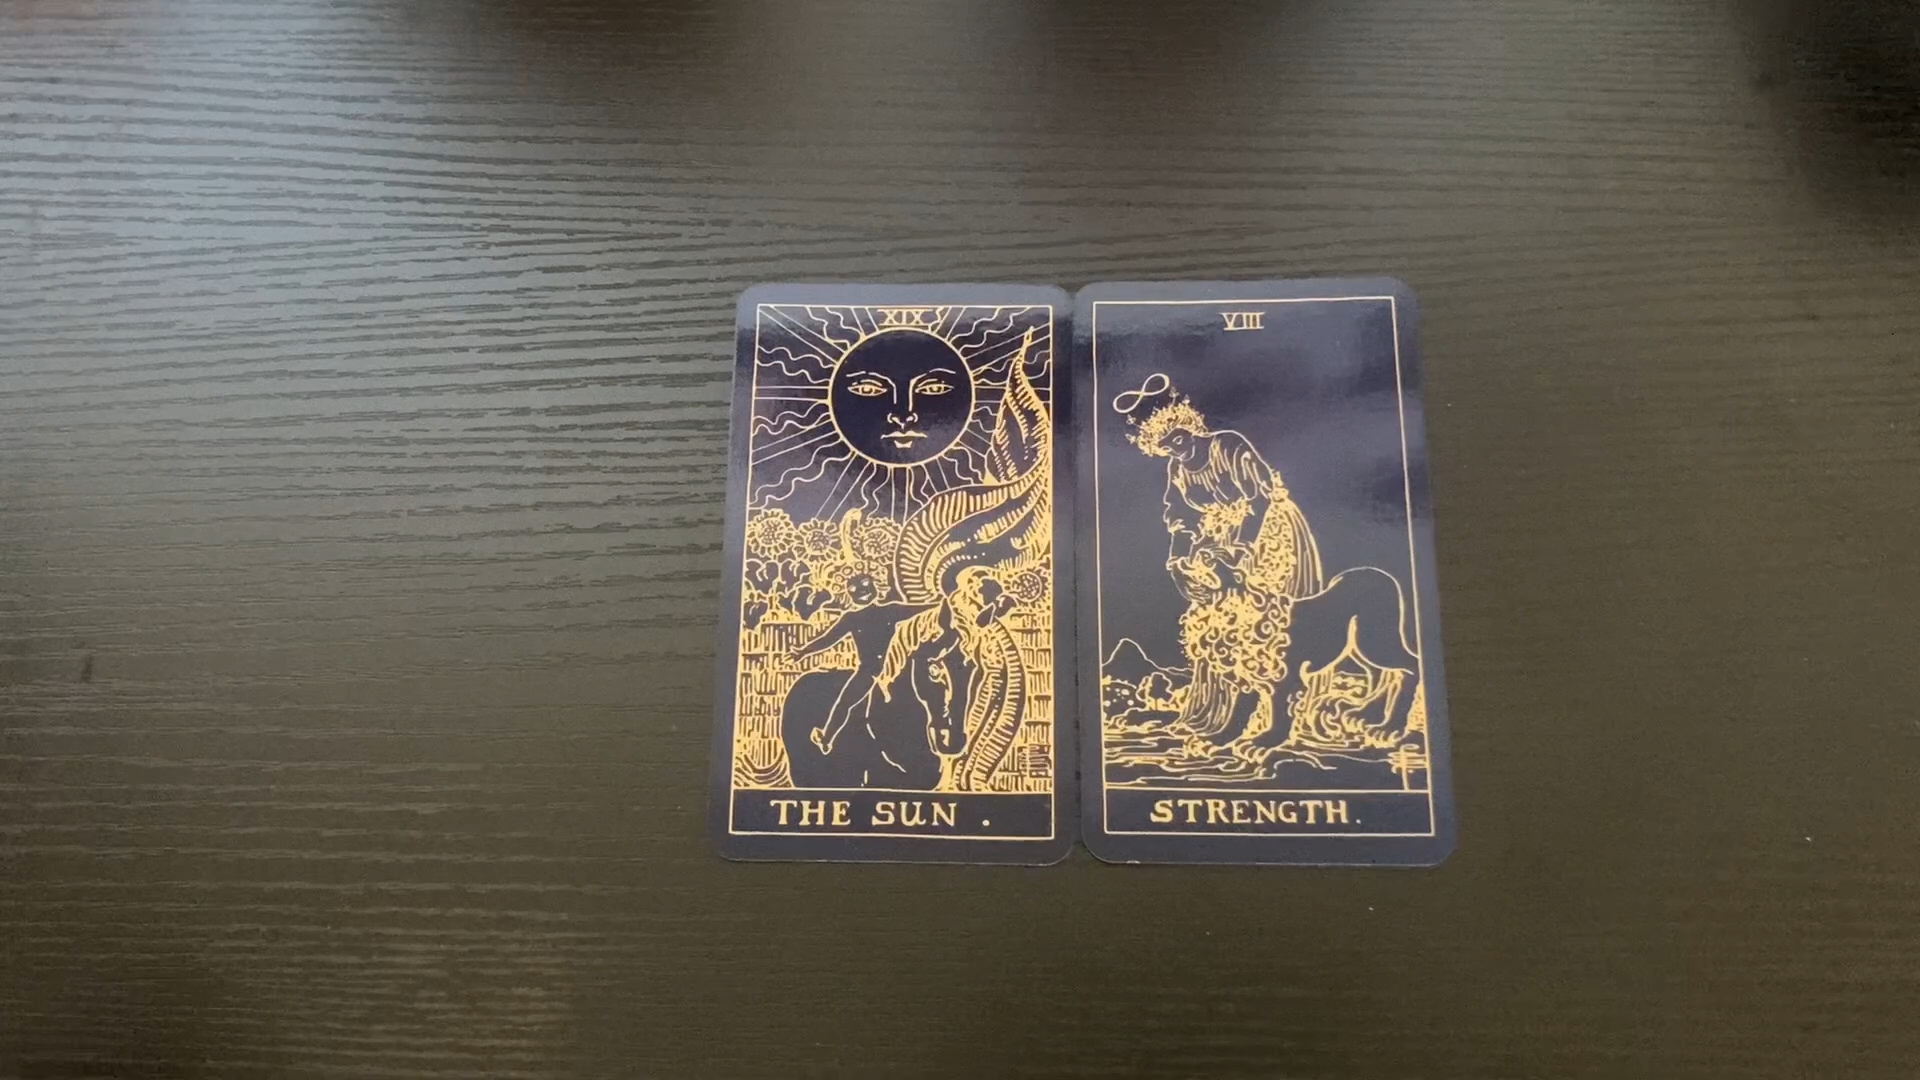 XIX
THE SUN .
VIII
STRENGTH.